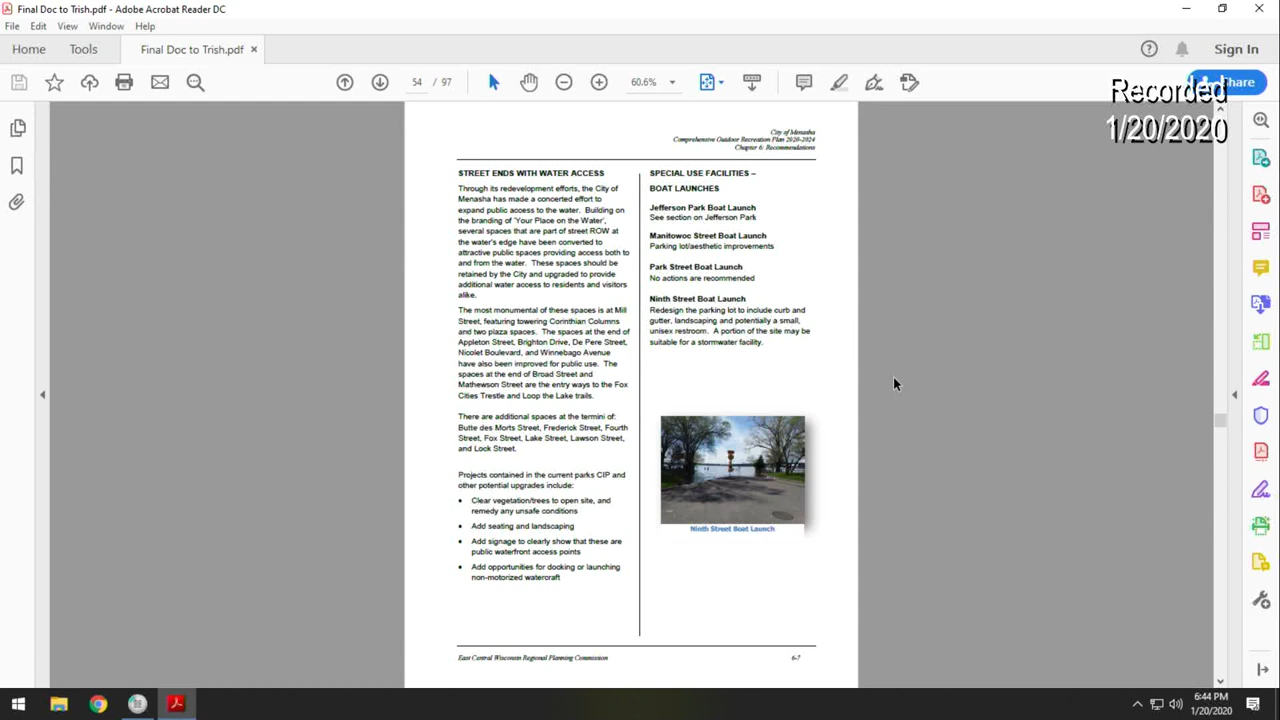 Final Doc to Trish.pdf - Adobe Acrobat Reader DC
File Edit View Window Help
Home Tools Final Doc to Trish.pdf × Sign In
54 / 97 60.6% Share
Recorded
1/20/2020
City of Menasha
Comprehensive Outdoor Recreation Plan 2020-2024
Chapter 6: Recommendations
STREET ENDS WITH WATER ACCESS
Through its redevelopment efforts, the City of
Menasha has made a concerted effort to
expand public access to the water. Building on
the branding of 'Your Place on the Water',
several spaces that are part of street ROW at
the water's edge have been converted to
attractive public spaces providing access both to
and from the water. These spaces should be
retained by the City and upgraded to provide
additional water access to residents and visitors
alike.
The most monumental of these spaces is at Mill
Street, featuring towering Corinthian Columns
and two plaza spaces. The spaces at the end of
Appleton Street, Brighton Drive, De Pere Street,
Nicolet Boulevard, and Winnebago Avenue
have also been improved for public use. The
spaces at the end of Broad Street and
Mathewson Street are the entry ways to the Fox
Cities Trestle and Loop the Lake trails.
There are additional spaces at the termini of:
Butte des Morts Street, Frederick Street, Fourth
Street, Fox Street, Lake Street, Lawson Street,
and Lock Street.
Projects contained in the current parks CIP and
other potential upgrades include:
• Clear vegetation/trees to open site, and
remedy any unsafe conditions
• Add seating and landscaping
• Add signage to clearly show that these are
public waterfront access points
• Add opportunities for docking or launching
non-motorized watercraft
SPECIAL USE FACILITIES –
BOAT LAUNCHES
Jefferson Park Boat Launch
See section on Jefferson Park
Manitowoc Street Boat Launch
Parking lot/aesthetic improvements
Park Street Boat Launch
No actions are recommended
Ninth Street Boat Launch
Redesign the parking lot to include curb and
gutter, landscaping and potentially a small,
unisex restroom. A portion of the site may be
suitable for a stormwater facility.
Ninth Street Boat Launch
East Central Wisconsin Regional Planning Commission 6-7
6:44 PM
1/20/2020